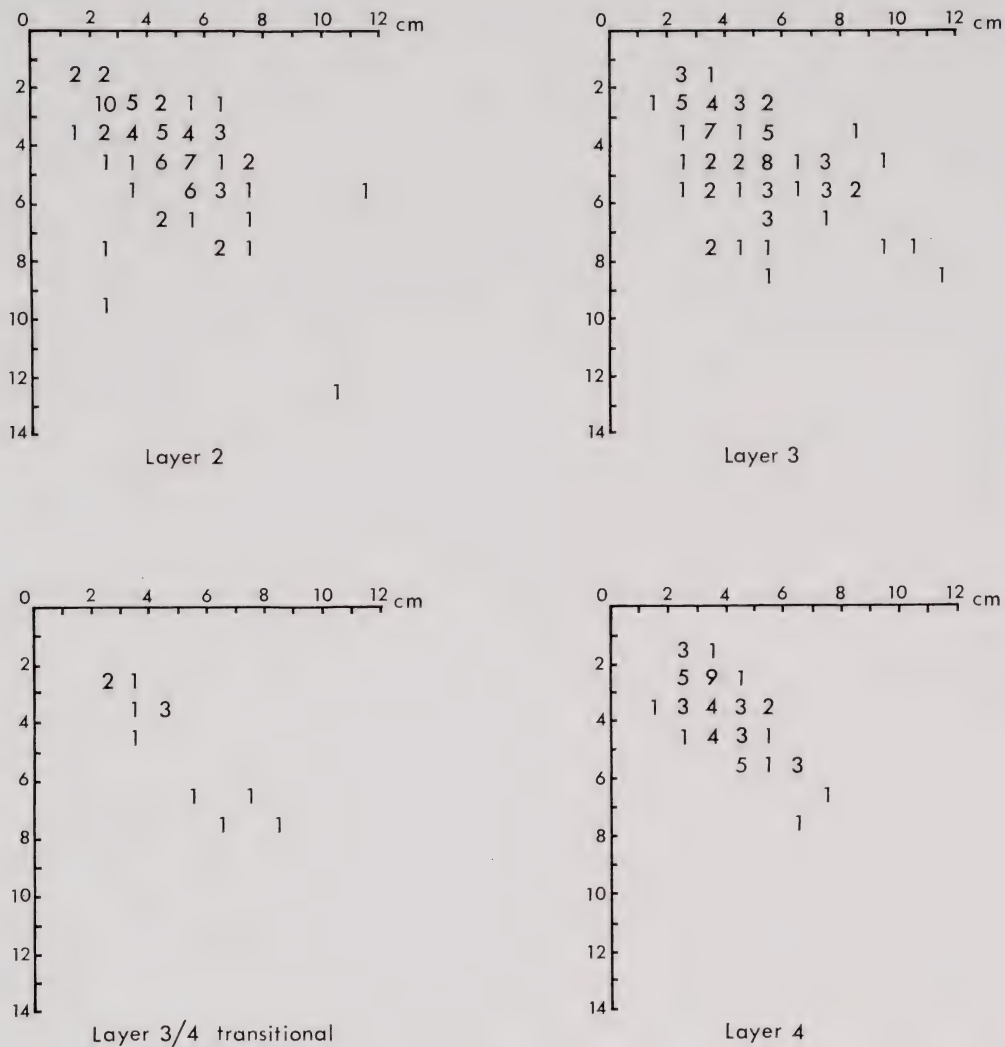 0 2 4 6 8 10 12 cm
2 2
2
10 5 2 1 1
1 2 4 5 4 3
4
1 1 6 7 1 2
1 6 3 1 1
6
2 1 1
1 2 1
8
1
10
12
1
14
Layer 2
0 2 4 6 8 10 12 cm
3 1
2
1 5 4 3 2
1 7 1 5 1
4
1 2 2 8 1 3 1
1 2 1 3 1 3 2
6
3 1
2 1 1 1 1
8
1 1
10
12
14
Layer 3
0 2 4 6 8 10 12 cm
2
2 1
1 3
4
1
6
1 1
1 1
8
10
12
14
Layer 3/4 transitional
0 2 4 6 8 10 12 cm
3 1
2
5 9 1
1 3 4 3 2
4
1 4 3 1
5 1 3
6
1
1
8
10
12
14
Layer 4